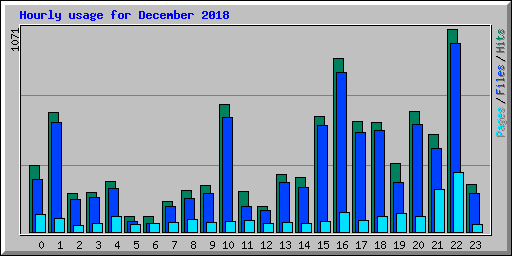 Hourly usage for December 2018
1071
Pages / Files / Hits
0 1 2 3 4 5 6 7 8 9 10 11 12 13 14 15 16 17 18 19 20 21 22 23